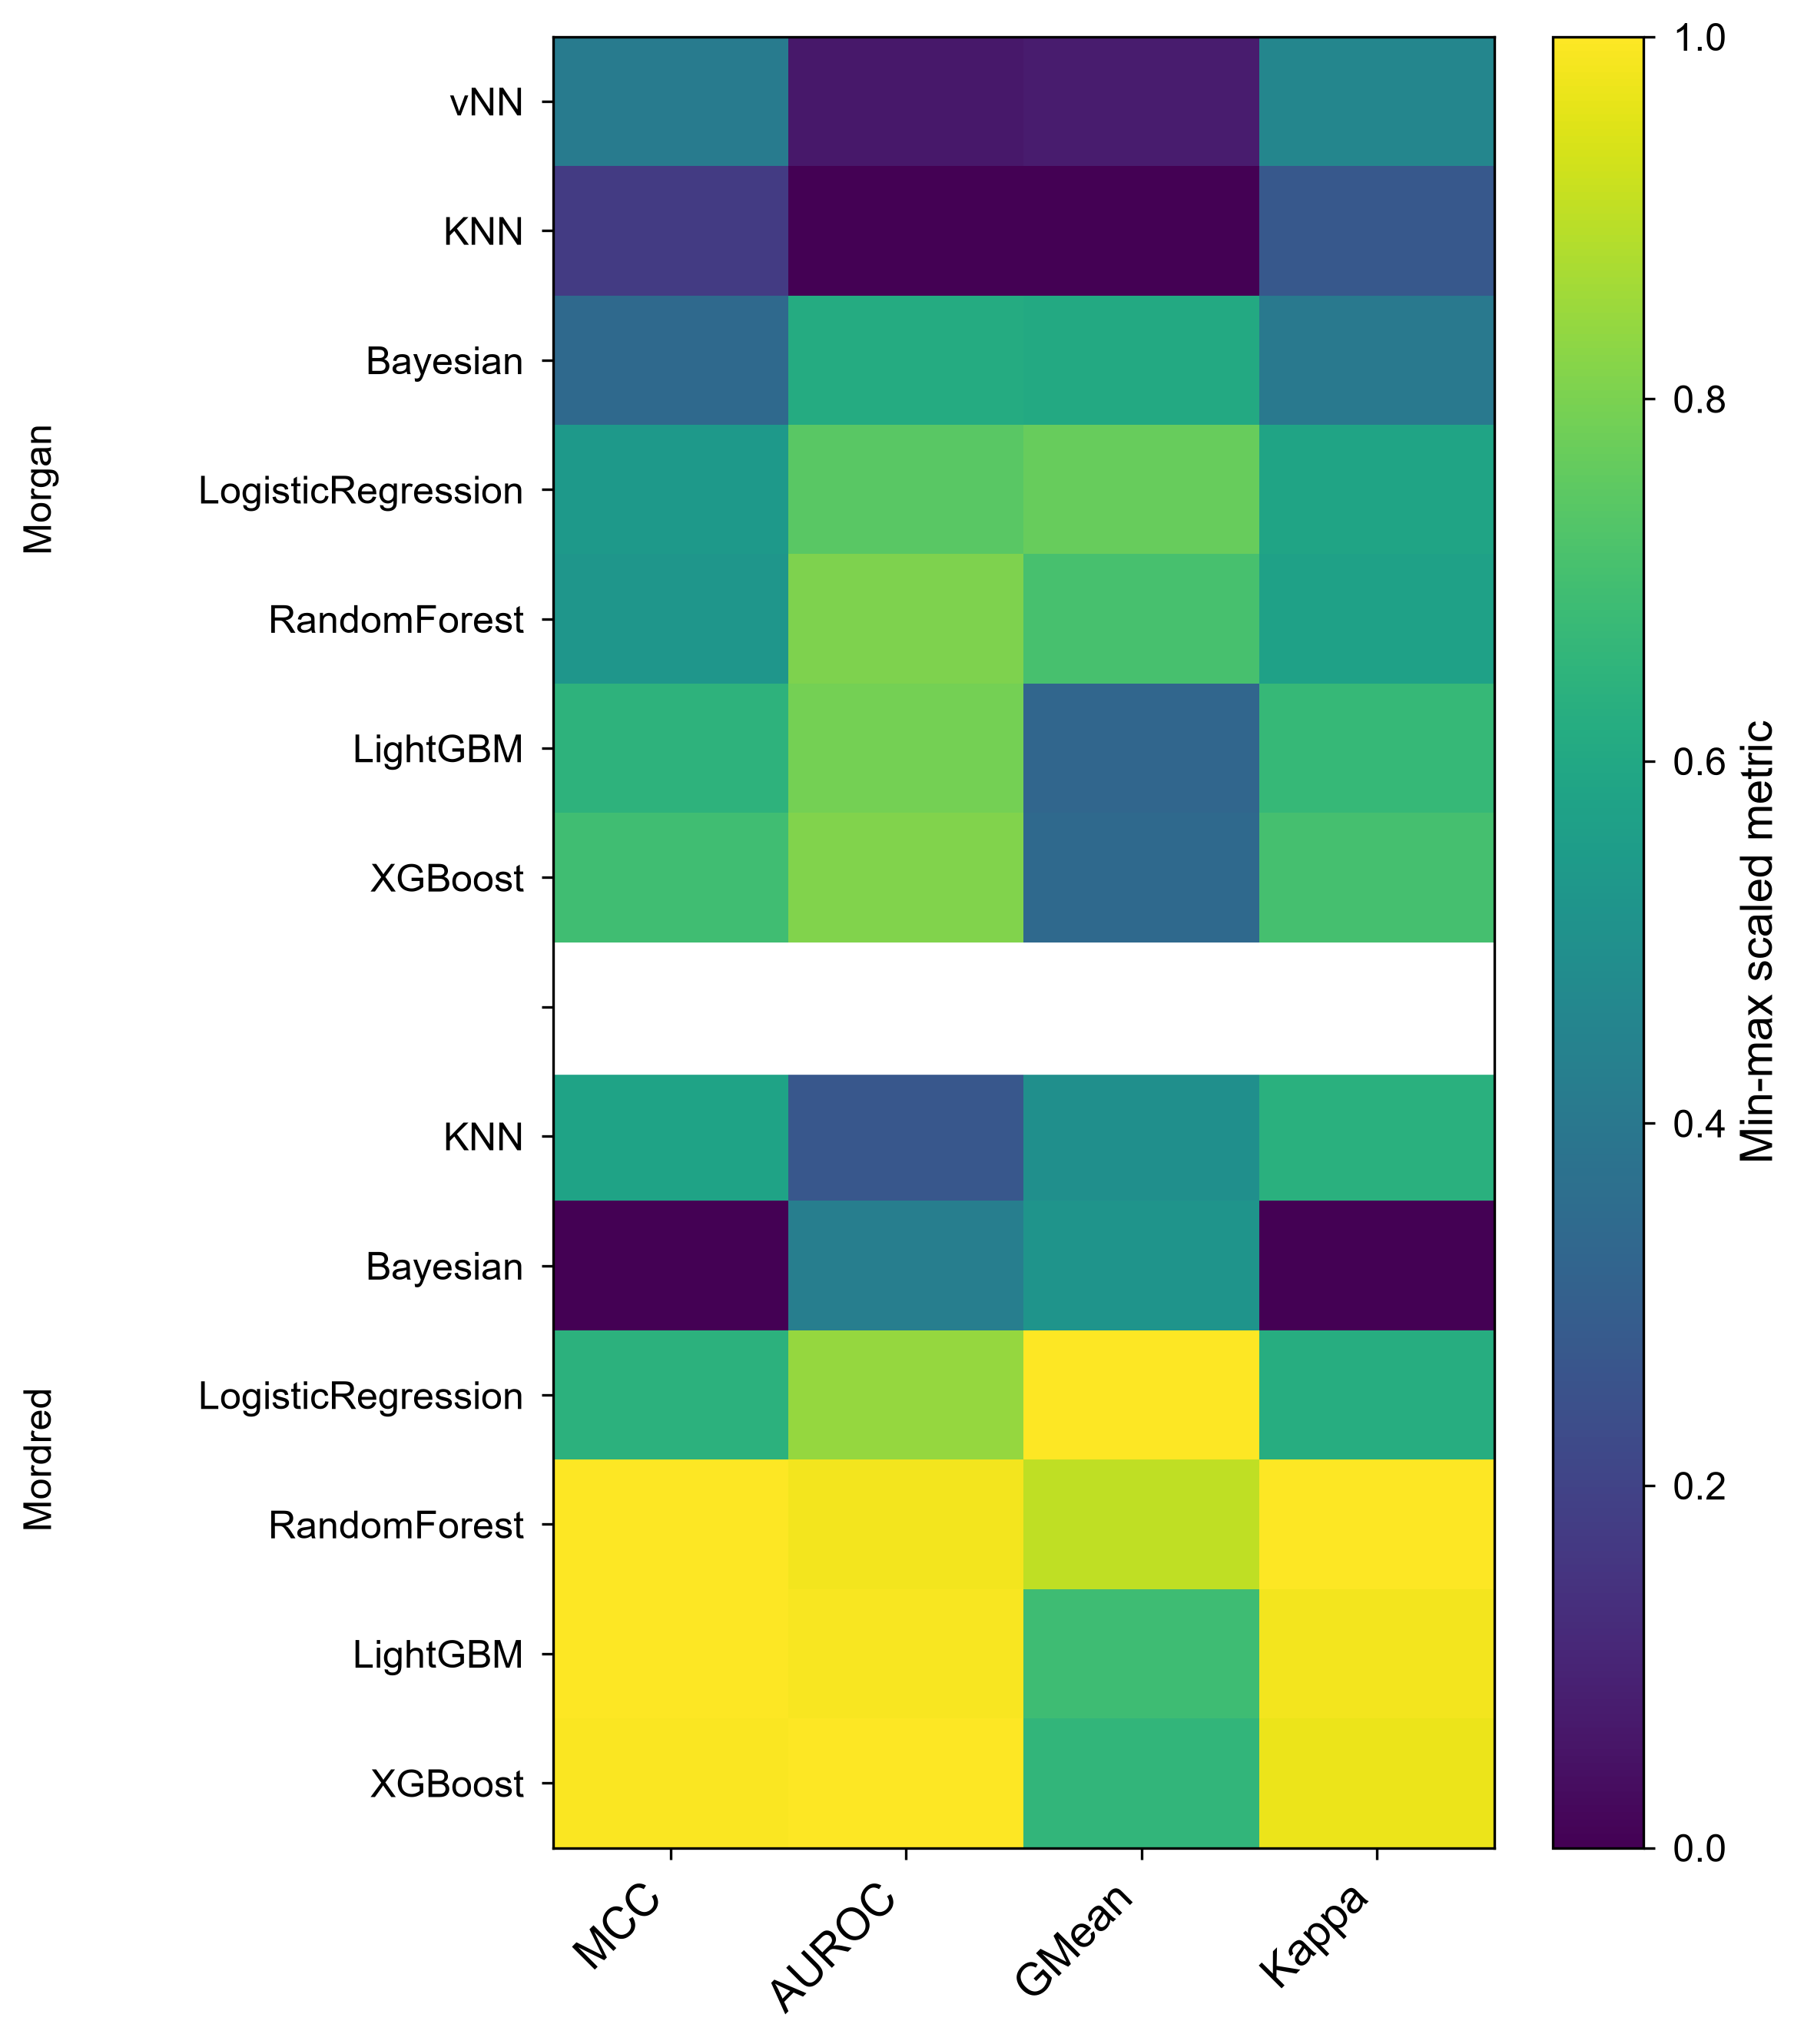 Morgan
vNN
KNN
Bayesian
LogisticRegression
RandomForest
LightGBM
XGBoost
Mordred
KNN
Bayesian
LogisticRegression
RandomForest
LightGBM
XGBoost
MCC
AUROC
GMean
Kappa
1.0
0.8
0.6
0.4
0.2
0.0
Min-max scaled metric